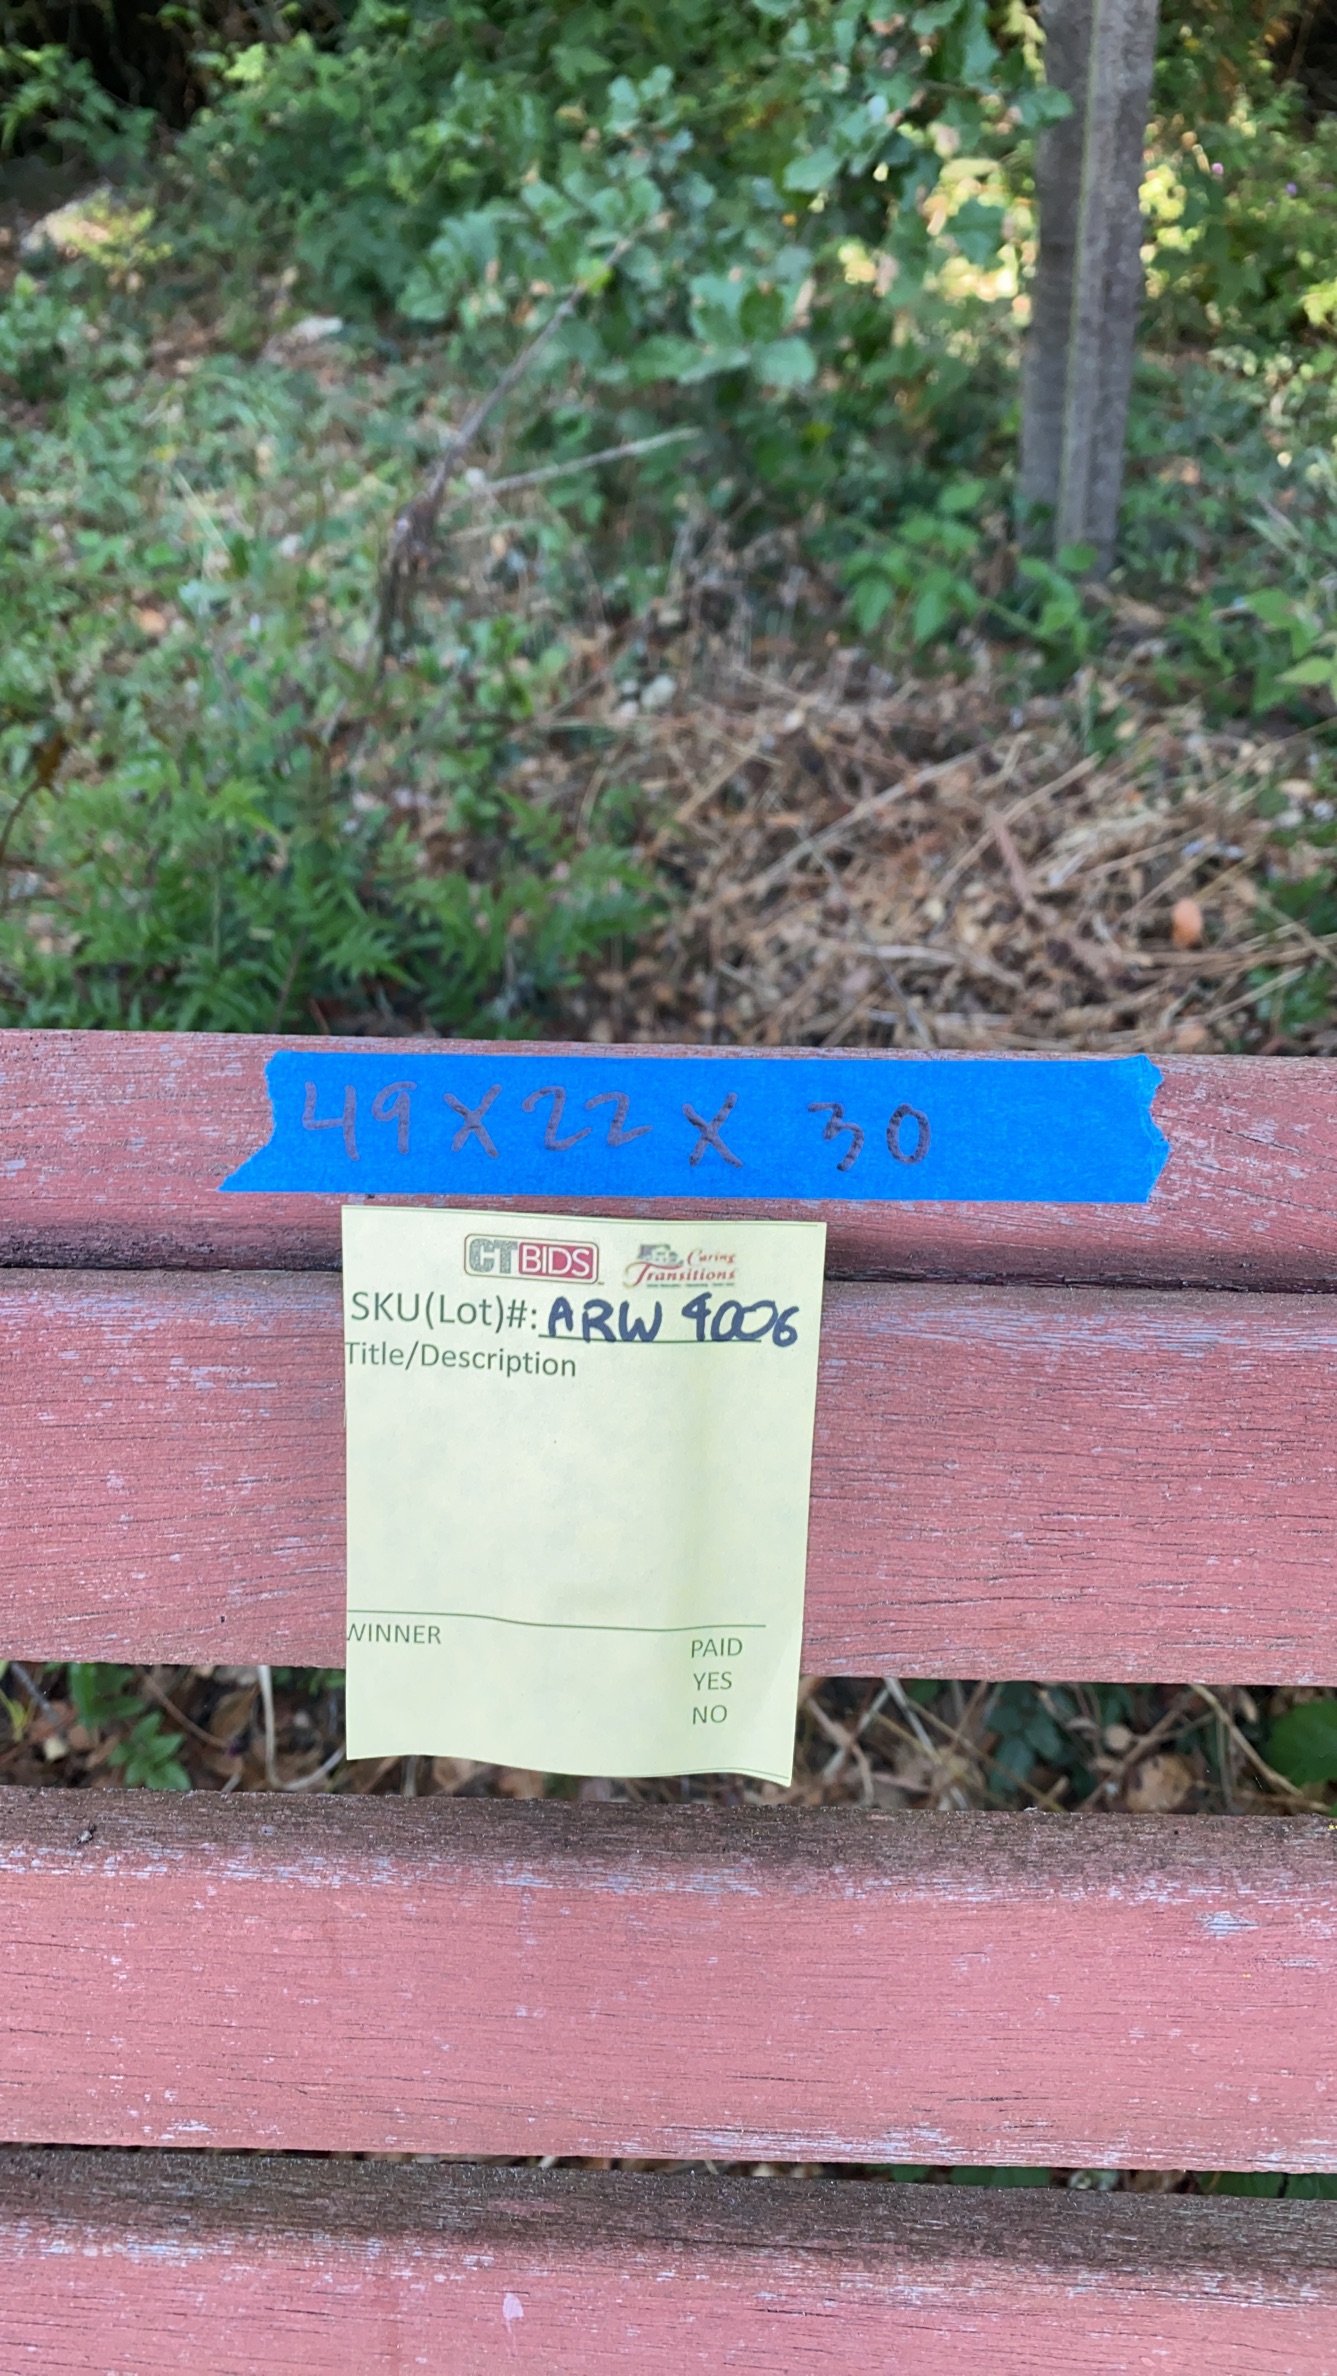 49 X 22 X 30
CTBIDS
Caring
Transitions
SKU(Lot)#: ARW 4006
Title/Description
WINNER
PAID
YES
NO